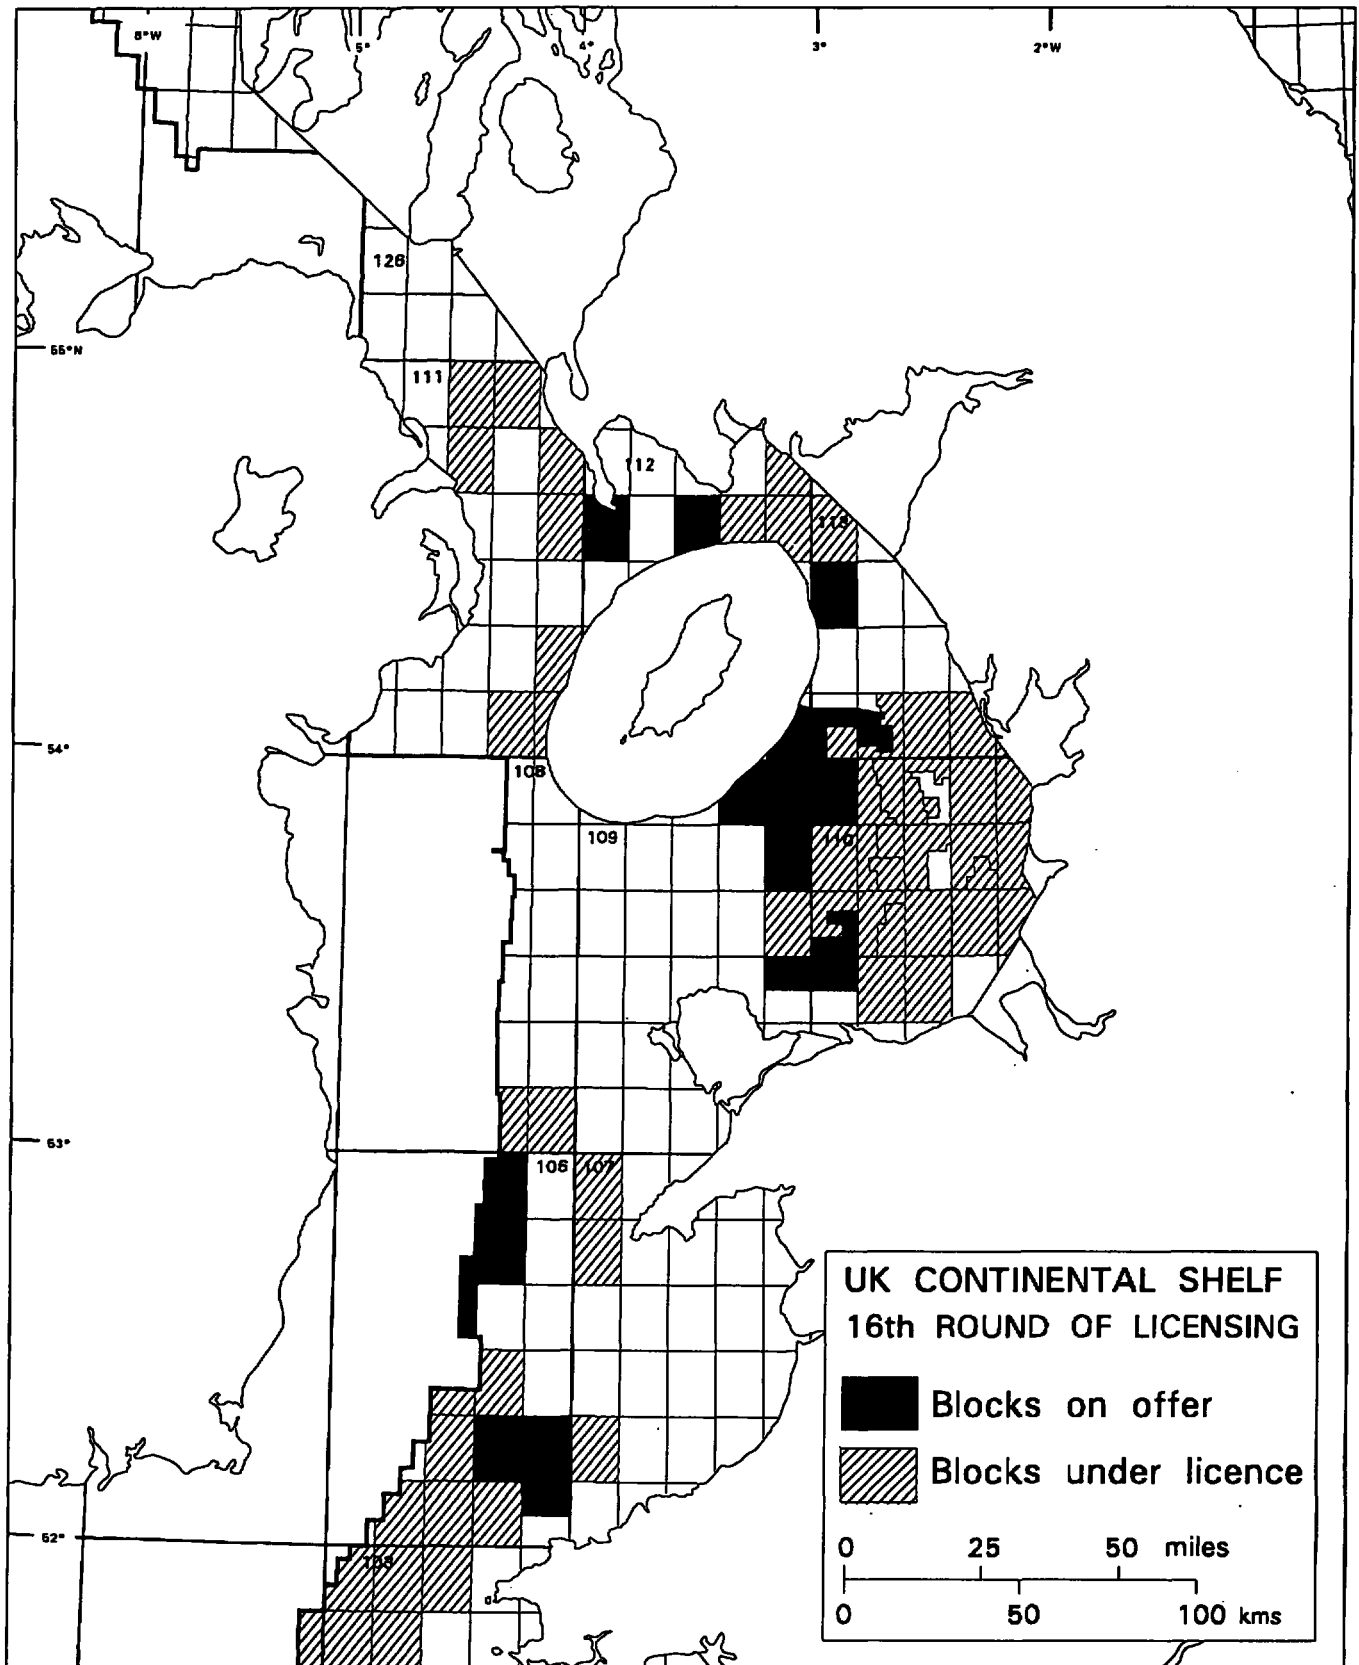 6°W
5°
4°
3°
2°W
126
55°N
111
112
113
54°
108
109
110
53°
106
107
52°
103
UK CONTINENTAL SHELF
16th ROUND OF LICENSING
Blocks on offer
Blocks under licence
0 25 50 miles
0 50 100 kms